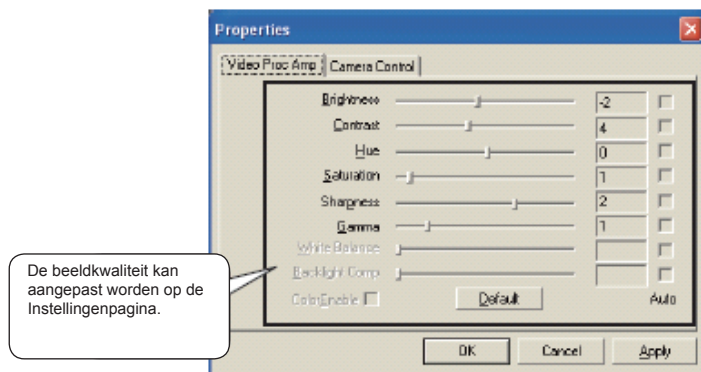 Properties
Video Proc Amp Camera Control
Brightness -2
Contrast 4
Hue 0
Saturation 1
Sharpness 2
Gamma 1
White Balance
Backlight Comp
ColorEnable Default Auto
De beeldkwaliteit kan
aangepast worden op de
Instellingenpagina.
OK Cancel Apply